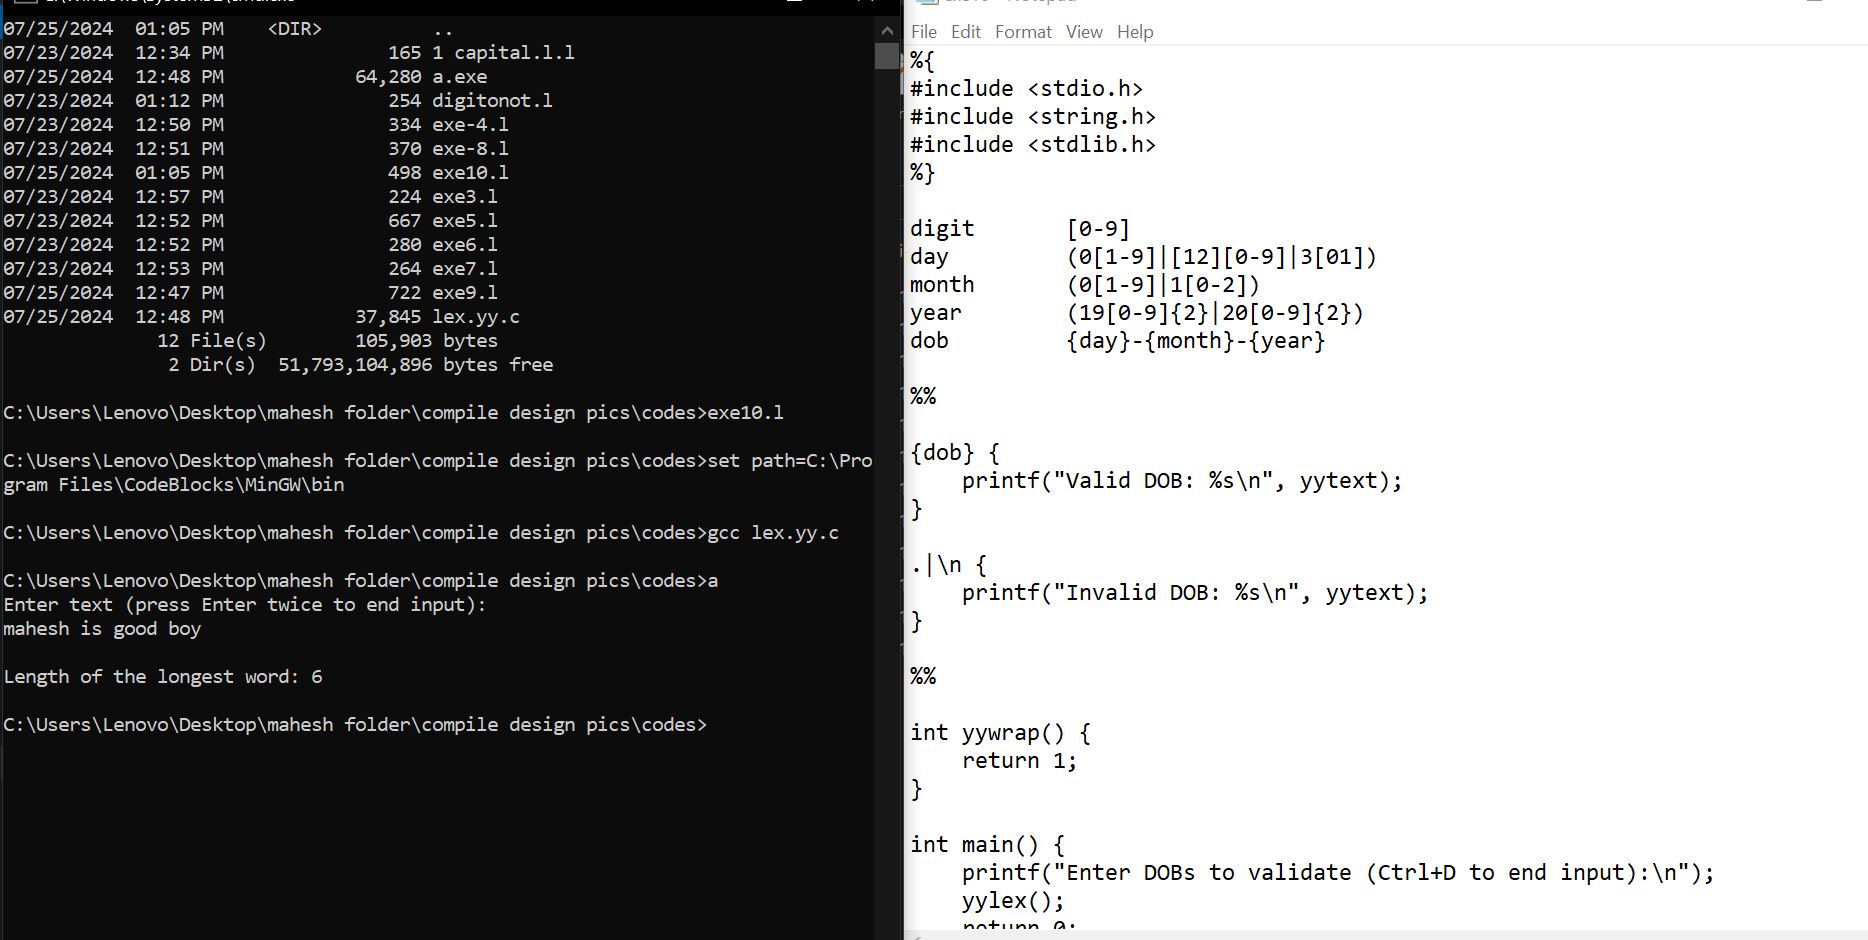 07/25/2024  01:05 PM    <DIR>          ..
07/23/2024  12:34 PM               165 1 capital.l.l
07/25/2024  12:48 PM            64,280 a.exe
07/23/2024  01:12 PM               254 digitonot.l
07/23/2024  12:50 PM               334 exe-4.l
07/23/2024  12:51 PM               370 exe-8.l
07/25/2024  01:05 PM               498 exe10.l
07/23/2024  12:57 PM               224 exe3.l
07/23/2024  12:52 PM               667 exe5.l
07/23/2024  12:52 PM               280 exe6.l
07/23/2024  12:53 PM               264 exe7.l
07/25/2024  12:47 PM               722 exe9.l
07/25/2024  12:48 PM            37,845 lex.yy.c
              12 File(s)        105,903 bytes
               2 Dir(s)  51,793,104,896 bytes free
C:\Users\Lenovo\Desktop\mahesh folder\compile design pics\codes>exe10.l
C:\Users\Lenovo\Desktop\mahesh folder\compile design pics\codes>set path=C:\Pro
gram Files\CodeBlocks\MinGW\bin
C:\Users\Lenovo\Desktop\mahesh folder\compile design pics\codes>gcc lex.yy.c
C:\Users\Lenovo\Desktop\mahesh folder\compile design pics\codes>a
Enter text (press Enter twice to end input):
mahesh is good boy
Length of the longest word: 6
C:\Users\Lenovo\Desktop\mahesh folder\compile design pics\codes>
File Edit Format View Help
%{
#include <stdio.h>
#include <string.h>
#include <stdlib.h>
%}
digit       [0-9]
day         (0[1-9]|[12][0-9]|3[01])
month       (0[1-9]|1[0-2])
year        (19[0-9]{2}|20[0-9]{2})
dob         {day}-{month}-{year}
%%
{dob} {
    printf("Valid DOB: %s\n", yytext);
}
.|\n {
    printf("Invalid DOB: %s\n", yytext);
}
%%
int yywrap() {
    return 1;
}
int main() {
    printf("Enter DOBs to validate (Ctrl+D to end input):\n");
    yylex();
    return 0;